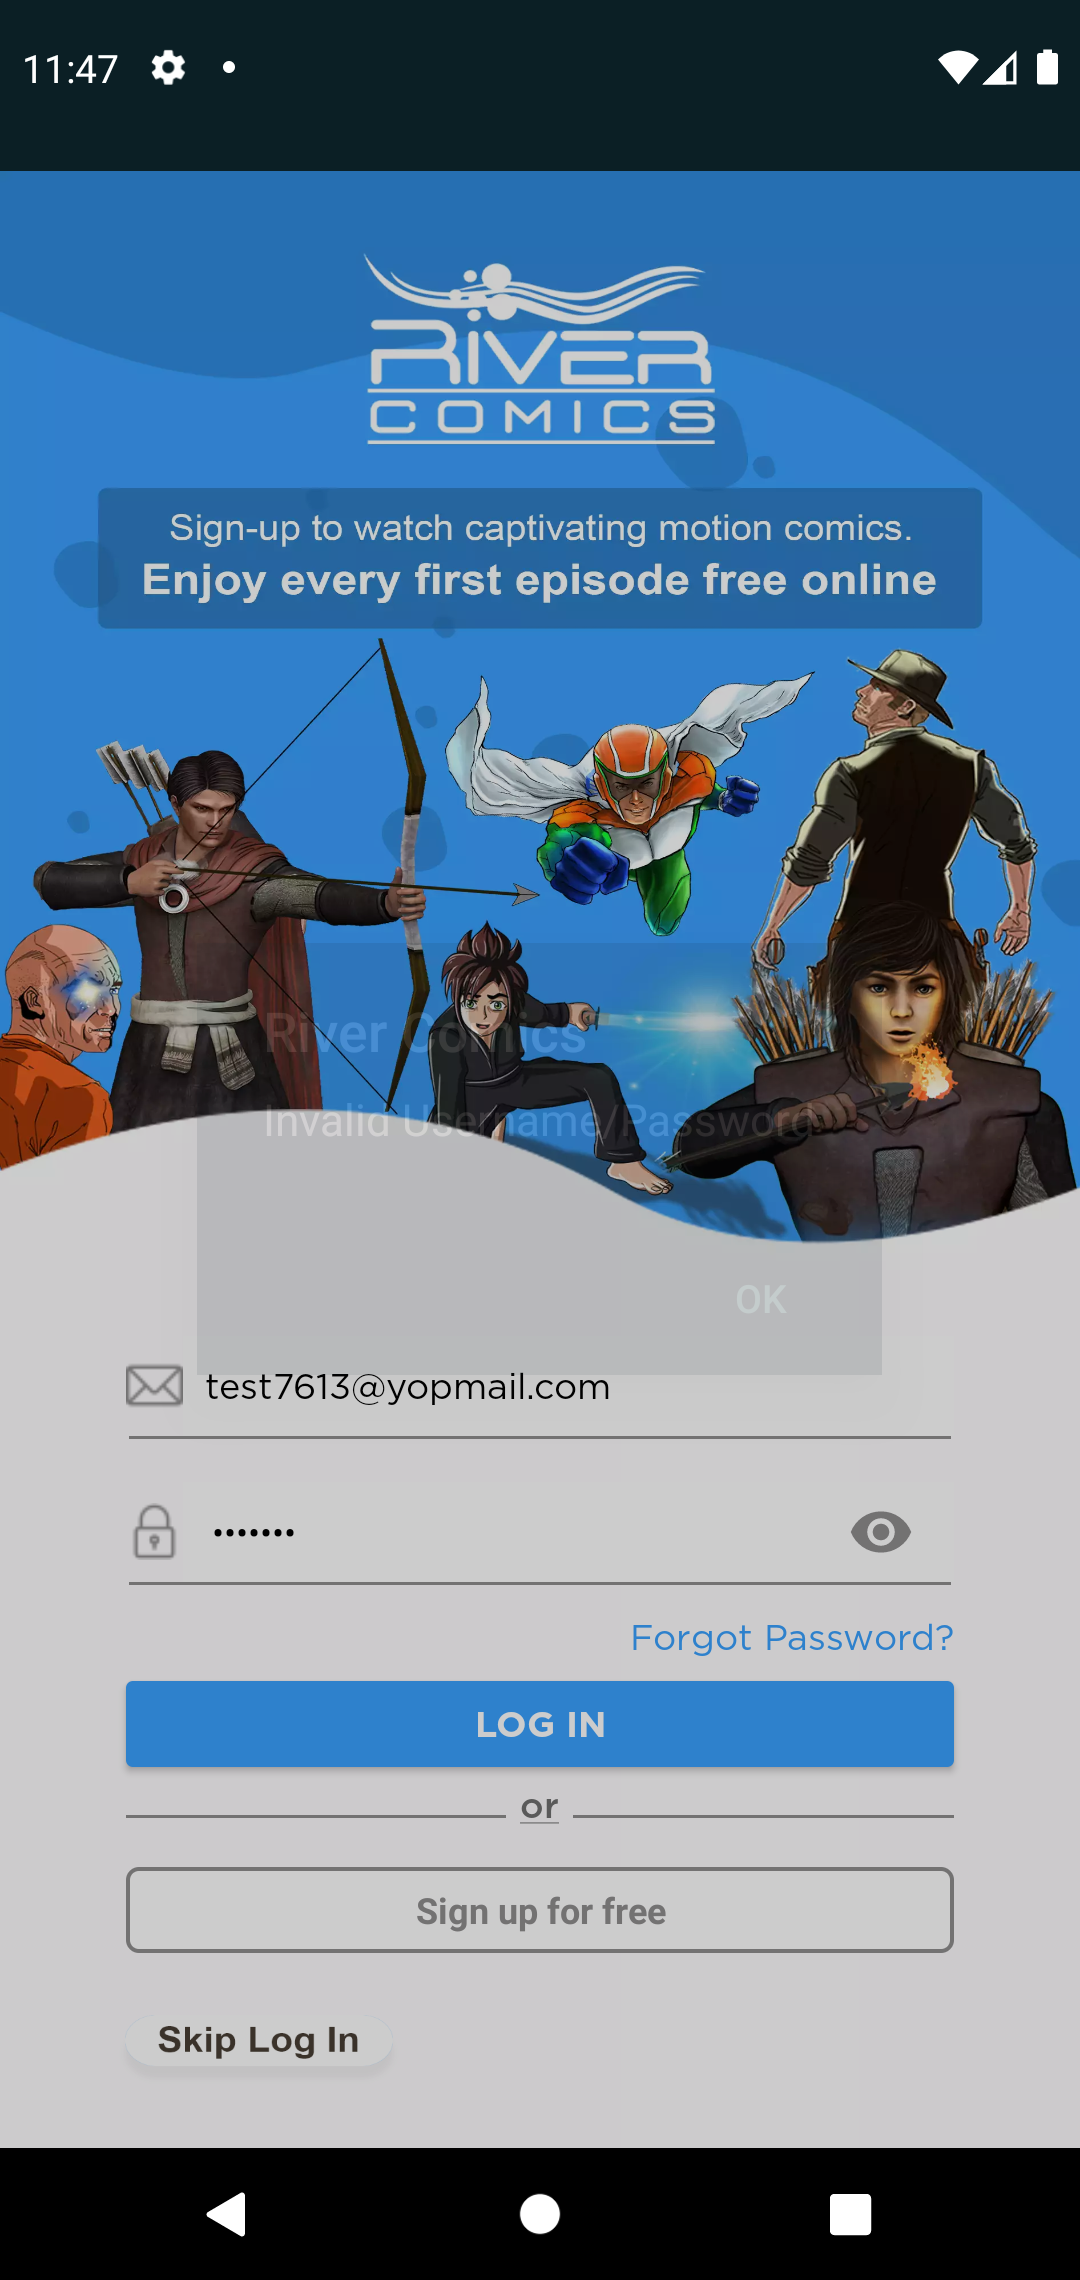 11:47
RIVER
COMICS
Sign-up to watch captivating motion comics.
Enjoy every first episode free online
River Comics
Invalid Username/Password
OK
test7613@yopmail.com
•••••••
Forgot Password?
LOG IN
or
Sign up for free
Skip Log In